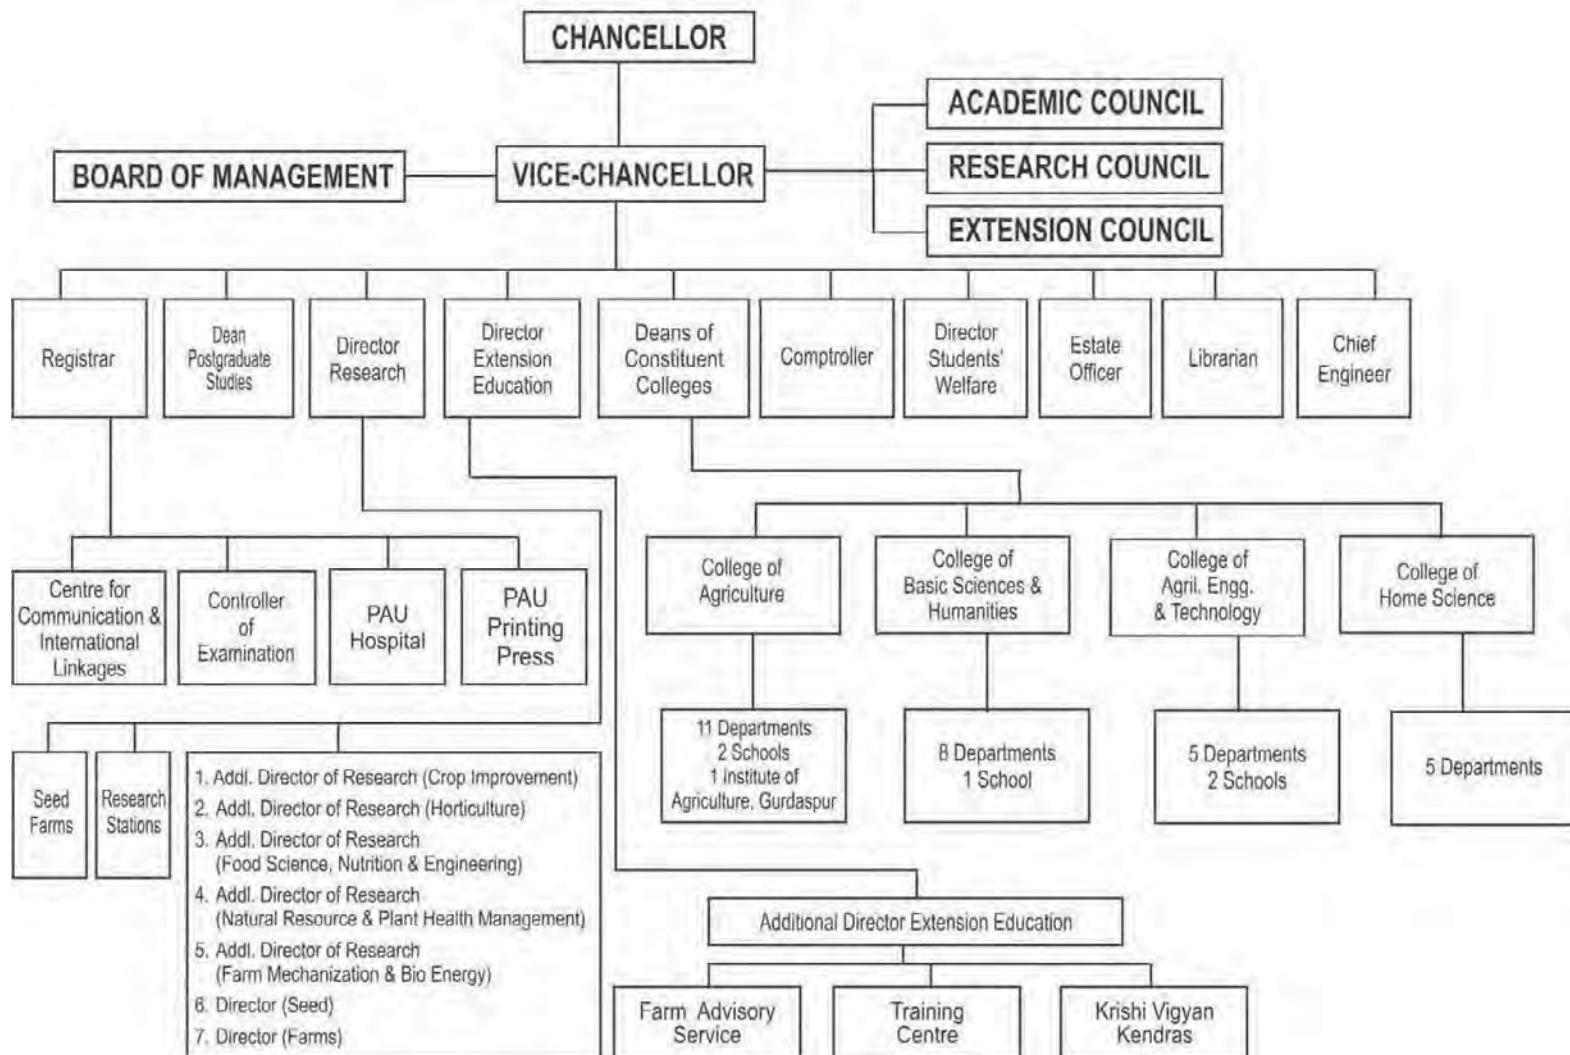 CHANCELLOR
ACADEMIC COUNCIL
BOARD OF MANAGEMENT
VICE-CHANCELLOR
RESEARCH COUNCIL
EXTENSION COUNCIL
Registrar
Dean
Postgraduate
Studies
Director
Research
Director
Extension
Education
Deans of
Constituent
Colleges
Comptroller
Director
Students'
Welfare
Estate
Officer
Librarian
Chief
Engineer
Centre for
Communication &
International
Linkages
Controller
of
Examination
PAU
Hospital
PAU
Printing
Press
College of
Agriculture
College of
Basic Sciences &
Humanities
College of
Agril. Engg.
& Technology
College of
Home Science
11 Departments
2 Schools
1 Institute of
Agriculture, Gurdaspur
8 Departments
1 School
5 Departments
2 Schools
5 Departments
Seed
Farms
Research
Stations
1. Addl. Director of Research (Crop Improvement)
2. Addl. Director of Research (Horticulture)
3. Addl. Director of Research
(Food Science, Nutrition & Engineering)
4. Addl. Director of Research
(Natural Resource & Plant Health Management)
5. Addl. Director of Research
(Farm Mechanization & Bio Energy)
6. Director (Seed)
7. Director (Farms)
Additional Director Extension Education
Farm Advisory
Service
Training
Centre
Krishi Vigyan
Kendras